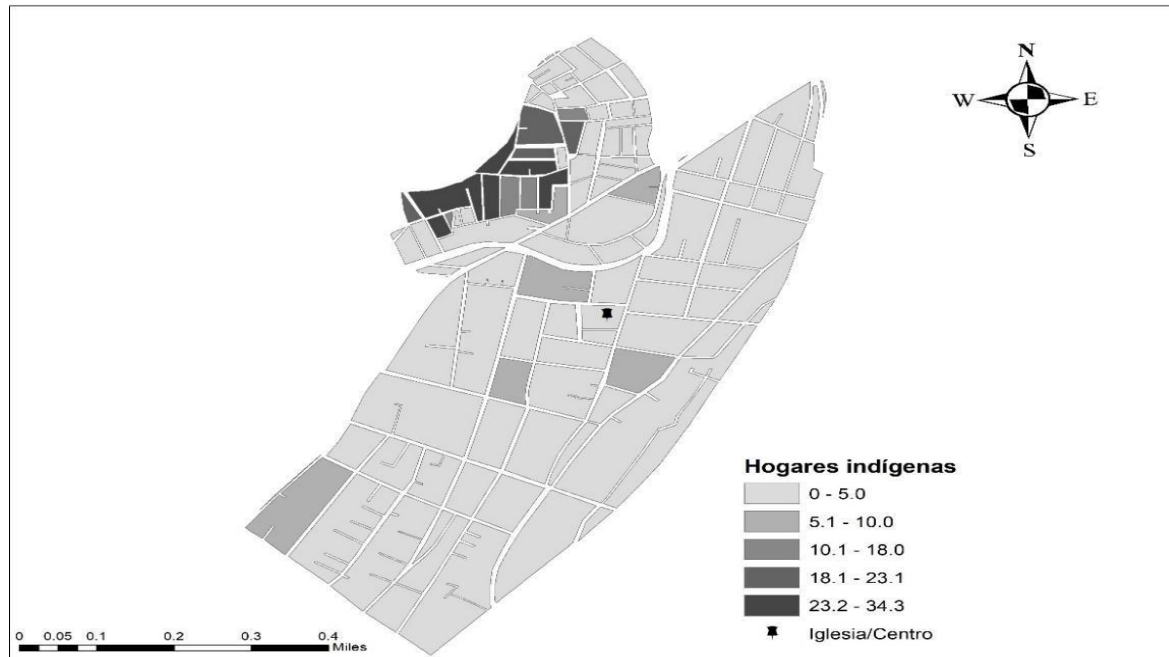 N
W E
S
Hogares indígenas
0 - 5.0
5.1 - 10.0
10.1 - 18.0
18.1 - 23.1
23.2 - 34.3
Iglesia/Centro
0 0.05 0.1 0.2 0.3 0.4
Miles